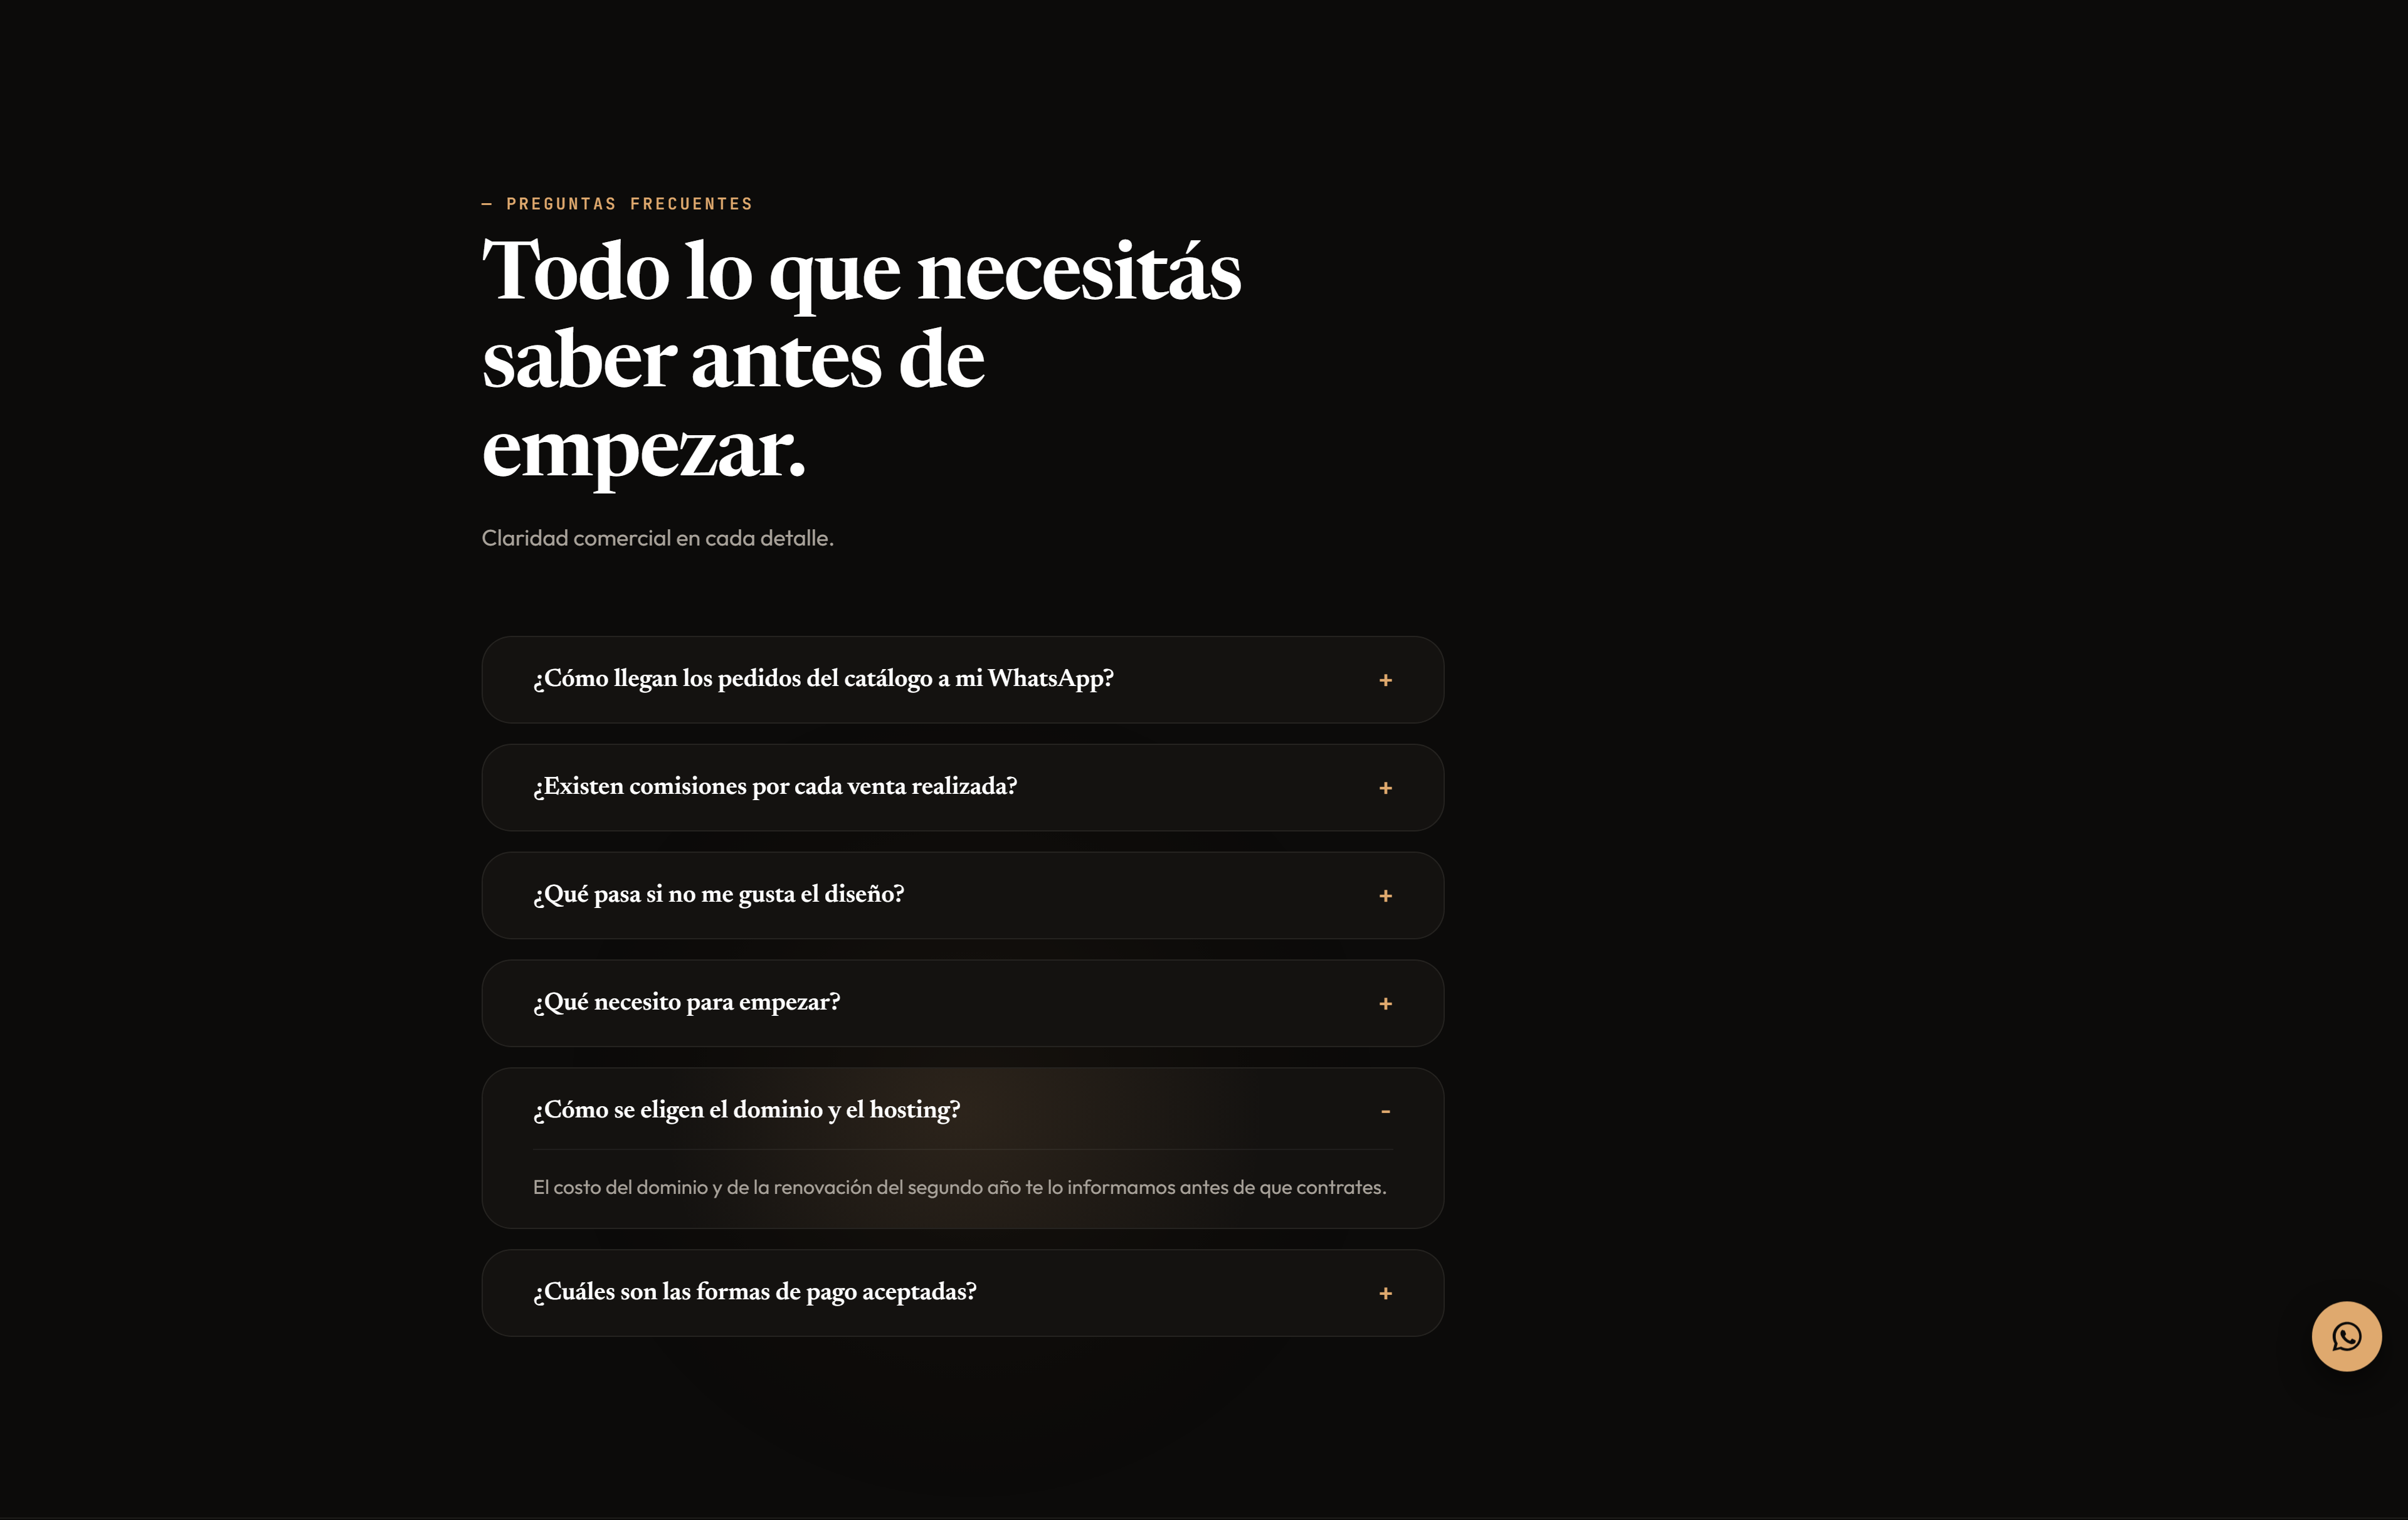 — PREGUNTAS FRECUENTES
Todo lo que necesitás
saber antes de
empezar.
Claridad comercial en cada detalle.
¿Cómo llegan los pedidos del catálogo a mi WhatsApp? +
¿Existen comisiones por cada venta realizada? +
¿Qué pasa si no me gusta el diseño? +
¿Qué necesito para empezar? +
¿Cómo se eligen el dominio y el hosting? -
El costo del dominio y de la renovación del segundo año te lo informamos antes de que contrates.
¿Cuáles son las formas de pago aceptadas? +